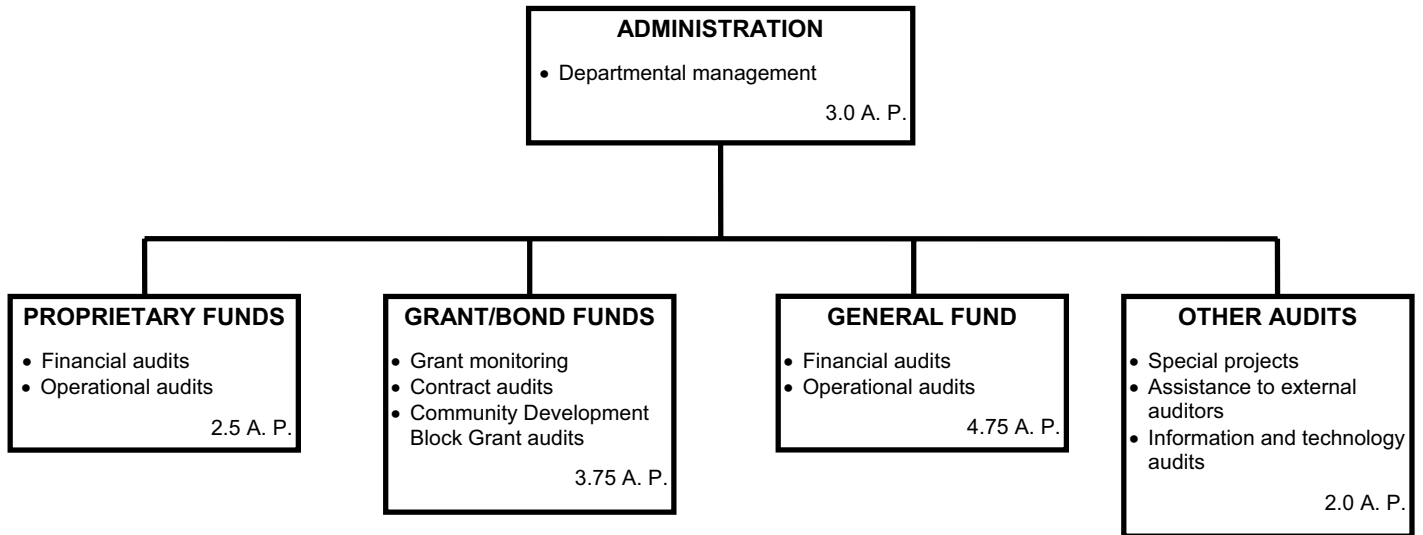 ADMINISTRATION
• Departmental management
3.0 A. P.
PROPRIETARY FUNDS
• Financial audits
• Operational audits
2.5 A. P.
GRANT/BOND FUNDS
• Grant monitoring
• Contract audits
• Community Development
Block Grant audits
3.75 A. P.
GENERAL FUND
• Financial audits
• Operational audits
4.75 A. P.
OTHER AUDITS
• Special projects
• Assistance to external
auditors
• Information and technology
audits
2.0 A. P.